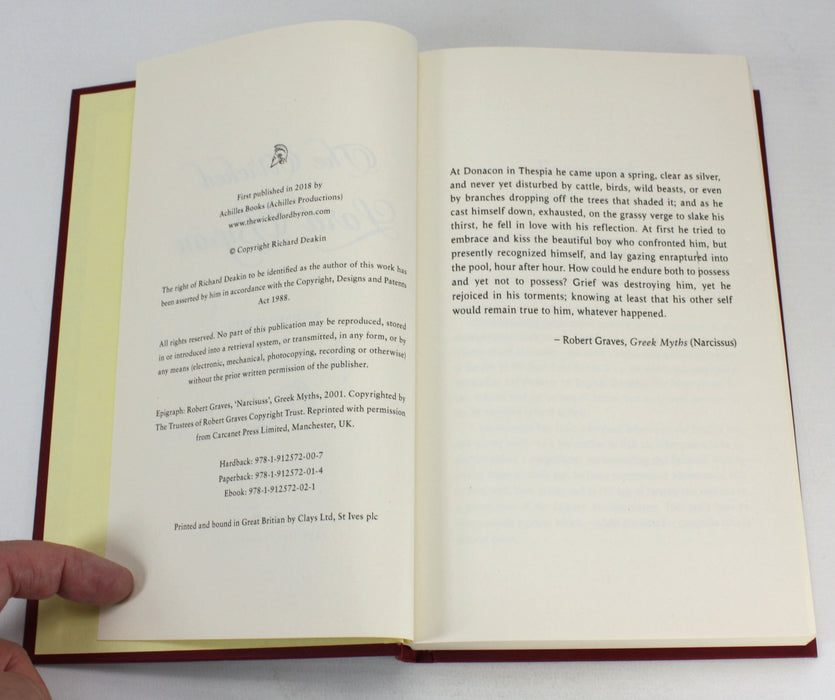 First published in 2018 by
Achilles Books (Achilles Productions)
www.thewickedlordbyron.com
© Copyright Richard Deakin
The right of Richard Deakin to be identified as the author of this work has
been asserted by him in accordance with the Copyright, Designs and Patents
Act 1988.
All rights reserved. No part of this publication may be reproduced, stored
in or introduced into a retrieval system, or transmitted, in any form, or by
any means (electronic, mechanical, photocopying, recording or otherwise)
without the prior written permission of the publisher.
Epigraph: Robert Graves, ‘Narcisuss’, Greek Myths, 2001. Copyrighted by
The Trustees of Robert Graves Copyright Trust. Reprinted with permission
from Carcanet Press Limited, Manchester, UK.
Hardback: 978-1-912572-00-7
Paperback: 978-1-912572-01-4
Ebook: 978-1-912572-02-1
Printed and bound in Great Britian by Clays Ltd, St Ives plc
At Donacon in Thespia he came upon a spring, clear as silver,
and never yet disturbed by cattle, birds, wild beasts, or even
by branches dropping off the trees that shaded it; and as he
cast himself down, exhausted, on the grassy verge to slake his
thirst, he fell in love with his reflection. At first he tried to
embrace and kiss the beautiful boy who confronted him, but
presently recognized himself, and lay gazing enraptured into
the pool, hour after hour. How could he endure both to possess
and yet not to possess? Grief was destroying him, yet he
rejoiced in his torments; knowing at least that his other self
would remain true to him, whatever happened.
– Robert Graves, Greek Myths (Narcissus)